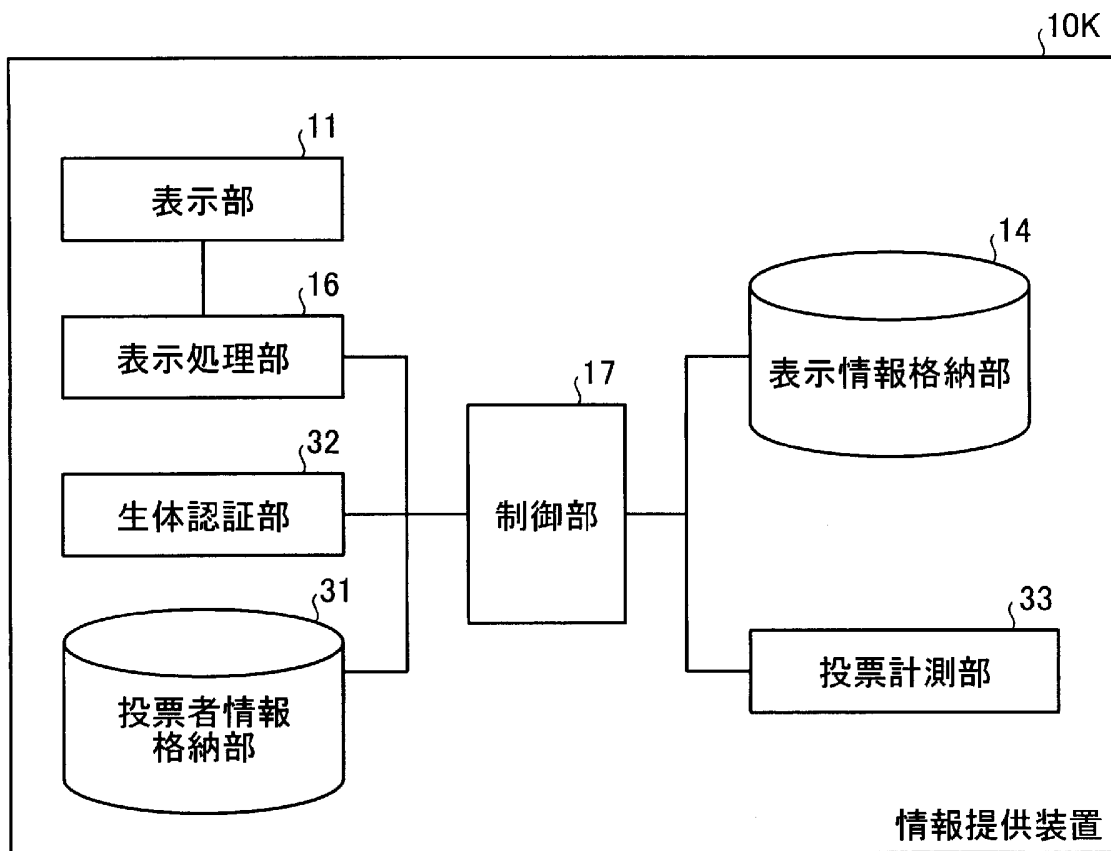 10K
11
表示部
16
表示処理部
32
生体認証部
31
投票者情報
格納部
17
制御部
14
表示情報格納部
33
投票計測部
情報提供装置